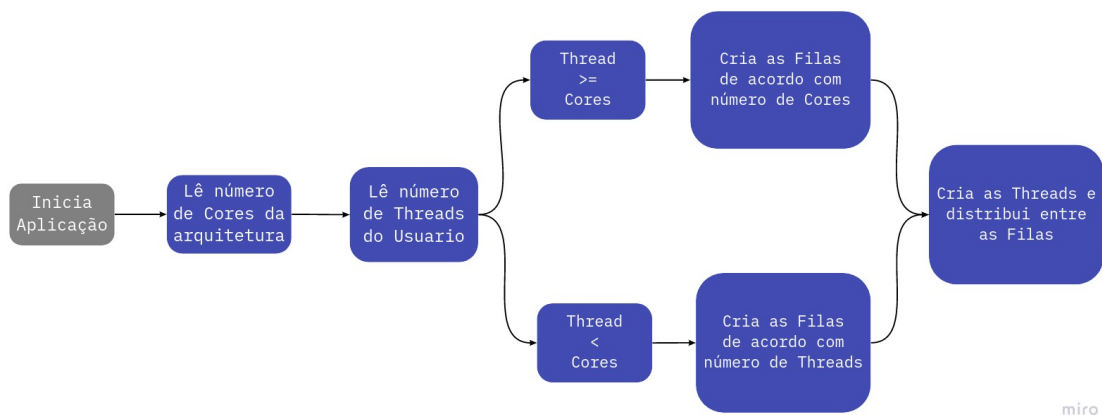 Inicia
Aplicação
Lê número
de Cores da
arquitetura
Lê número
de Threads
do Usuario
Thread
>=
Cores
Cria as Filas
de acordo com
número de Cores
Thread
<
Cores
Cria as Filas
de acordo com
número de Threads
Cria as Threads e
distribui entre
as Filas
miro